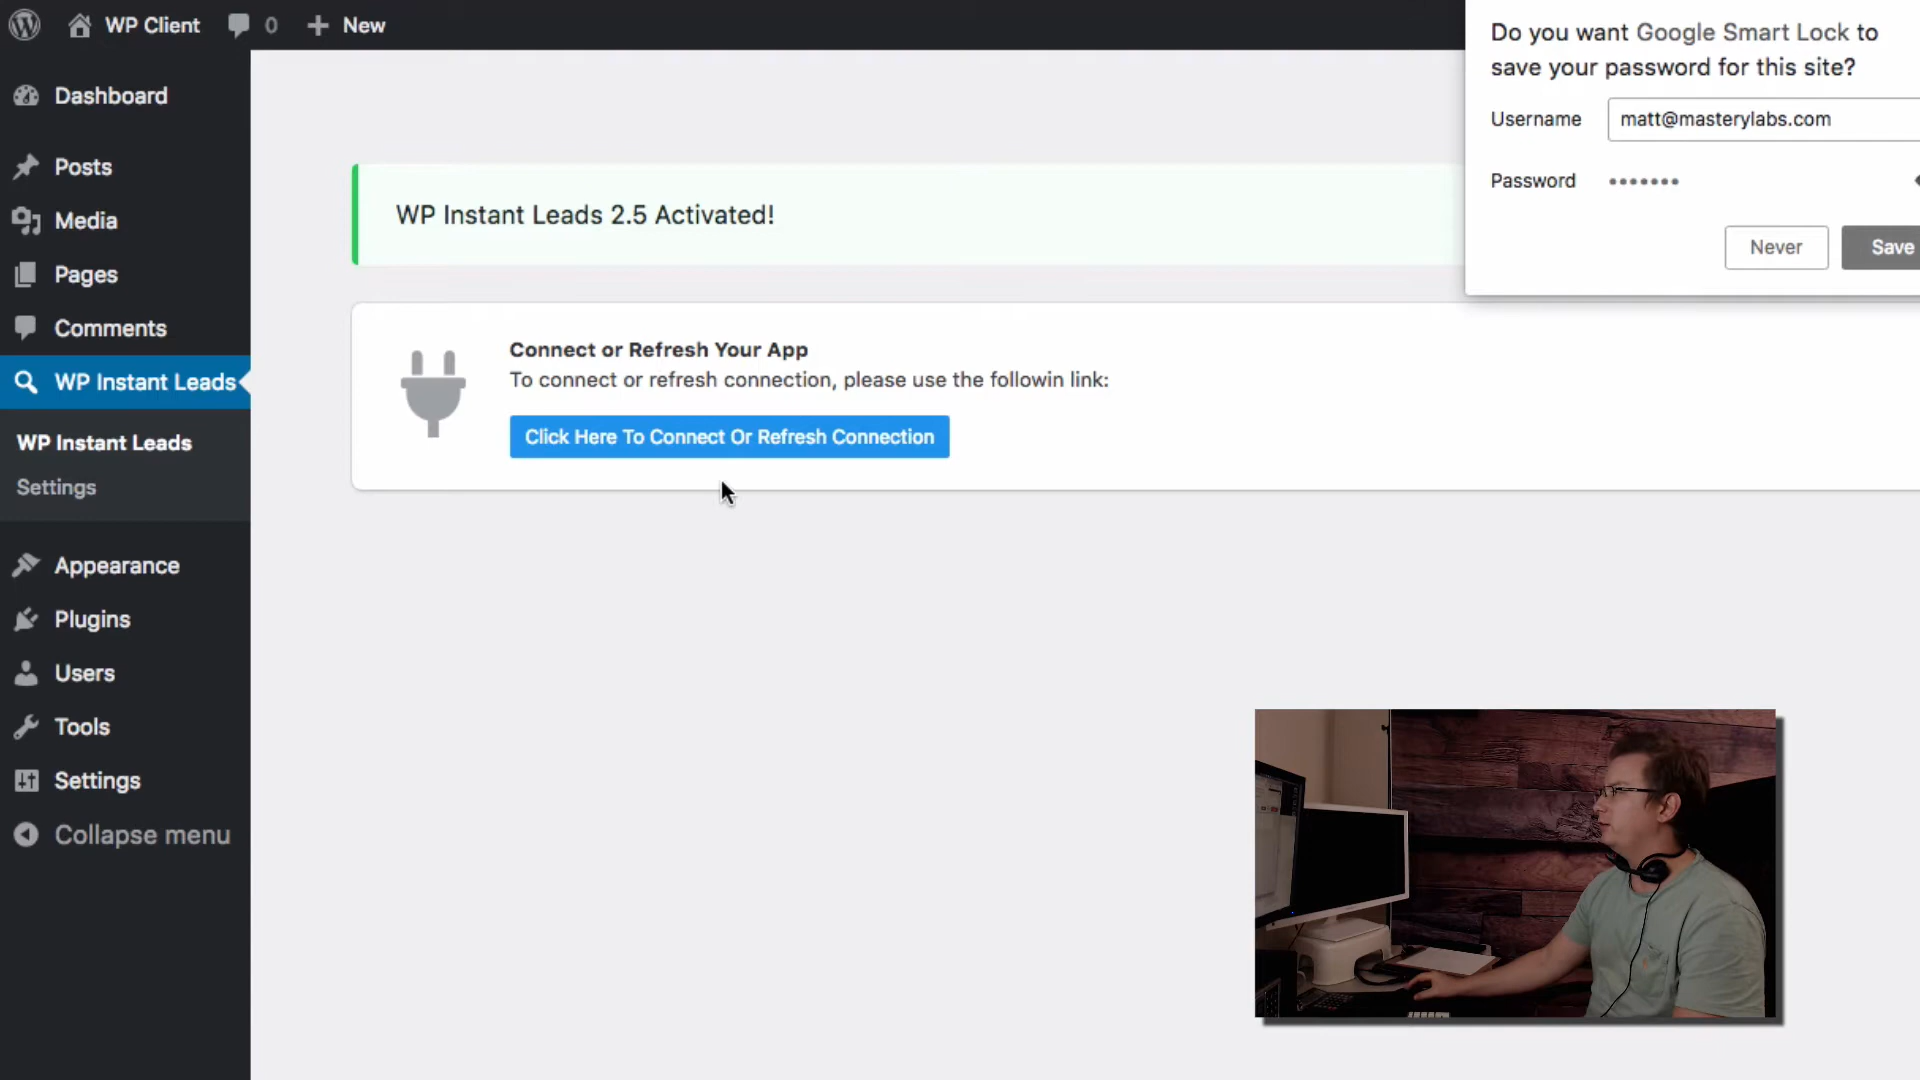 WP Client 0 New
Dashboard
Posts
Media
Pages
Comments
WP Instant Leads
WP Instant Leads
Settings
Appearance
Plugins
Users
Tools
Settings
Collapse menu
WP Instant Leads 2.5 Activated!
Connect or Refresh Your App
To connect or refresh connection, please use the followin link:
Click Here To Connect Or Refresh Connection
Do you want Google Smart Lock to
save your password for this site?
Username matt@masterylabs.com
Password •••••••
Never Save